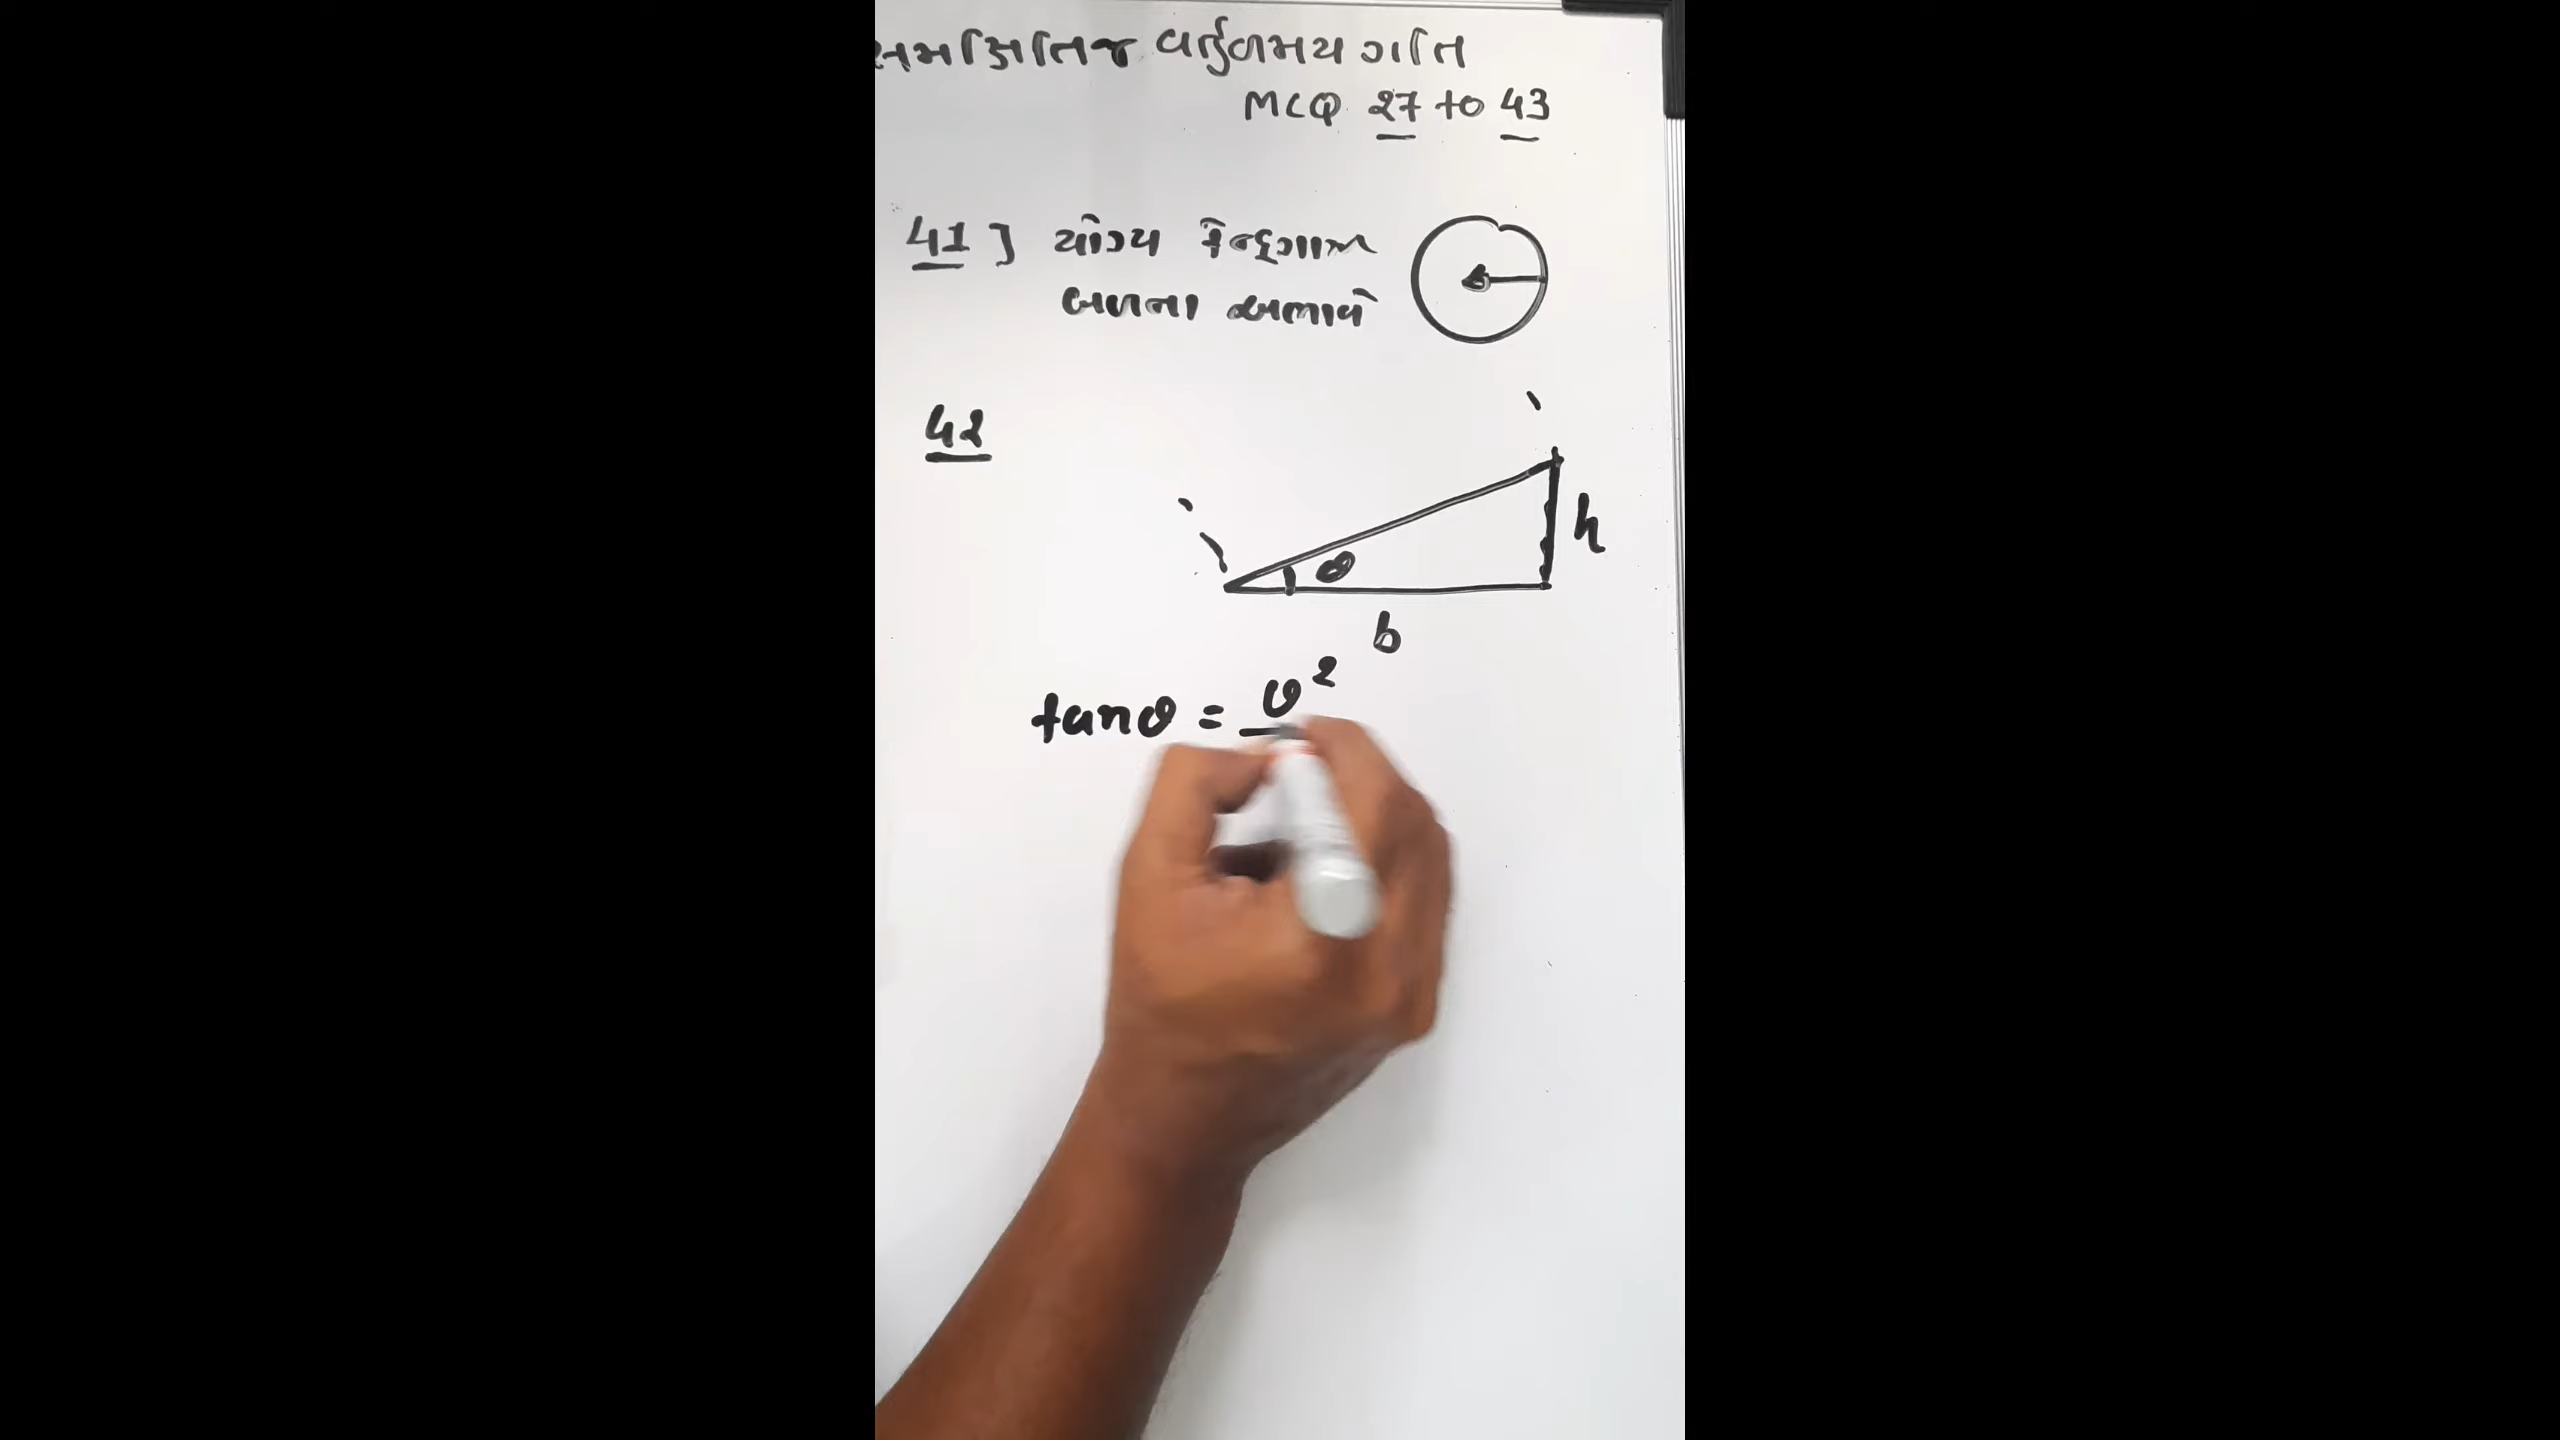 સમક્ષિતિજ વર્તુળમય ગતિ
MCQ 27 to 43
41] યોગ્ય કેન્દ્રગામી
બળના અભાવે
42
h
θ
b
tanθ = v²